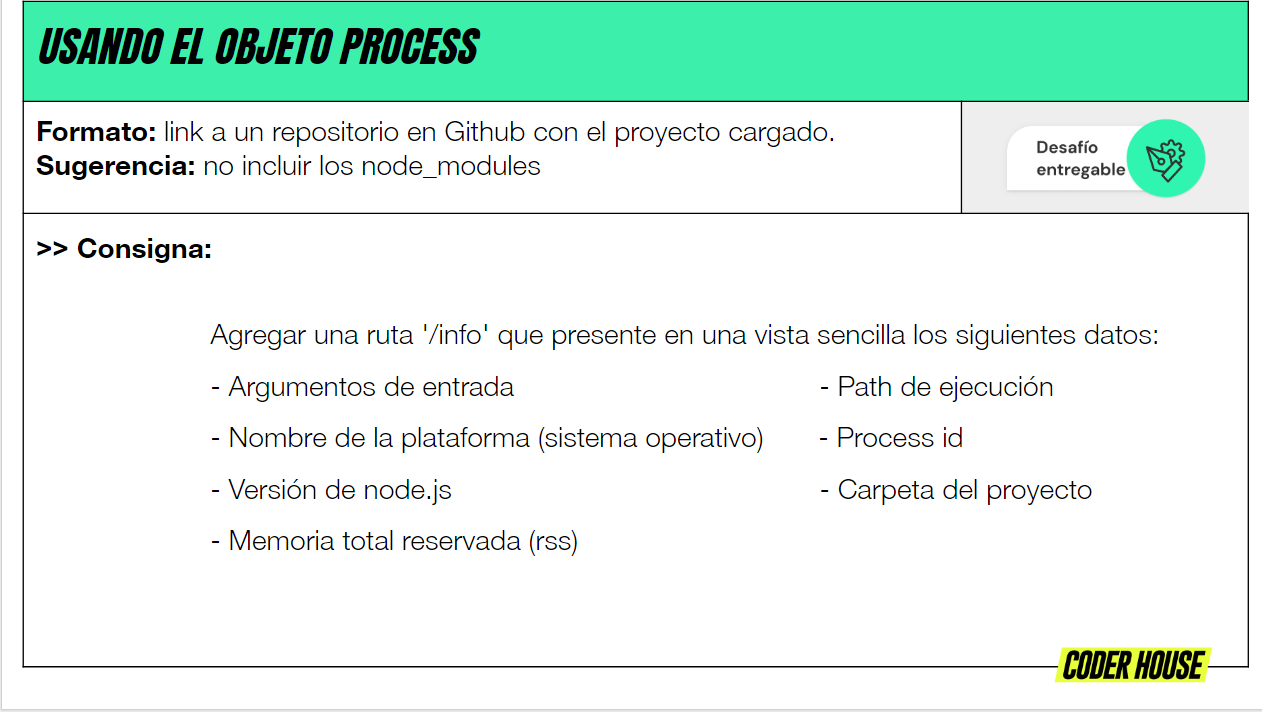 USANDO EL OBJETO PROCESS
Formato: link a un repositorio en Github con el proyecto cargado.
Sugerencia: no incluir los node_modules
Desafío
entregable
>> Consigna:
Agregar una ruta '/info' que presente en una vista sencilla los siguientes datos:
- Argumentos de entrada
- Nombre de la plataforma (sistema operativo)
- Versión de node.js
- Memoria total reservada (rss)
- Path de ejecución
- Process id
- Carpeta del proyecto
CODER HOUSE